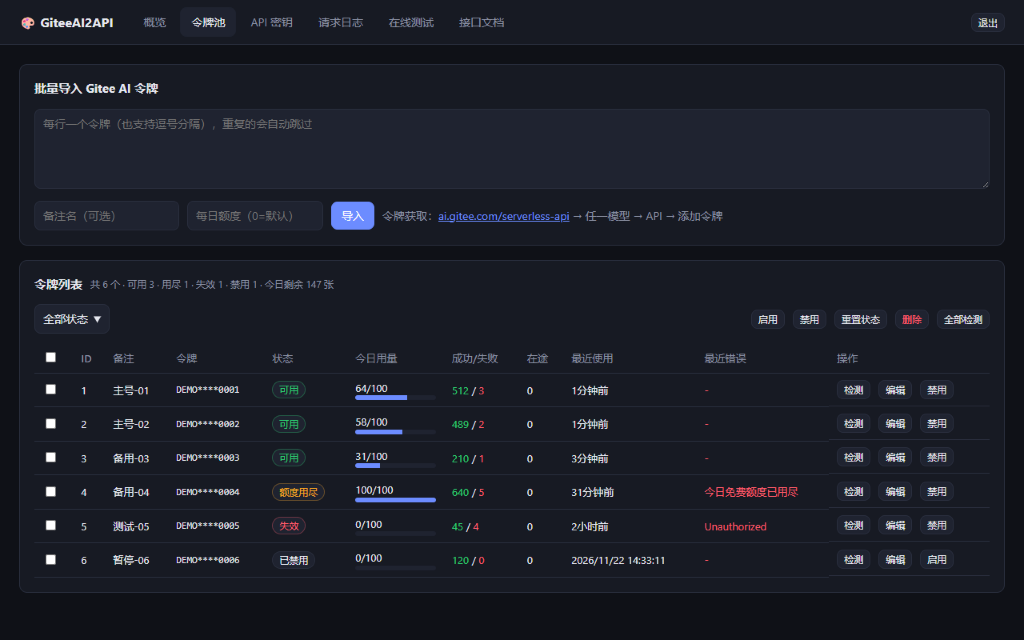 GiteeAI2API 概览 令牌池 API 密钥 请求日志 在线测试 接口文档 退出
批量导入 Gitee AI 令牌
每行一个令牌（也支持逗号分隔），重复的会自动跳过
备注名（可选） 每日额度（0=默认） 导入 令牌获取：ai.gitee.com/serverless-api → 任一模型 → API → 添加令牌
令牌列表 共 6 个 · 可用 3 · 用尽 1 · 失效 1 · 禁用 1 · 今日剩余 147 张
全部状态 ▼ 启用 禁用 重置状态 删除 全部检测
ID 备注 令牌 状态 今日用量 成功/失败 在途 最近使用 最近错误 操作
1 主号-01 DEMO****0001 可用 64/100 512 / 3 0 1分钟前 - 检测 编辑 禁用
2 主号-02 DEMO****0002 可用 58/100 489 / 2 0 1分钟前 - 检测 编辑 禁用
3 备用-03 DEMO****0003 可用 31/100 210 / 1 0 3分钟前 - 检测 编辑 禁用
4 备用-04 DEMO****0004 额度用尽 100/100 640 / 5 0 31分钟前 今日免费额度已用尽 检测 编辑 禁用
5 测试-05 DEMO****0005 失效 0/100 45 / 4 0 2小时前 Unauthorized 检测 编辑 禁用
6 暂停-06 DEMO****0006 已禁用 0/100 120 / 0 0 2026/11/22 14:33:11 - 检测 编辑 启用